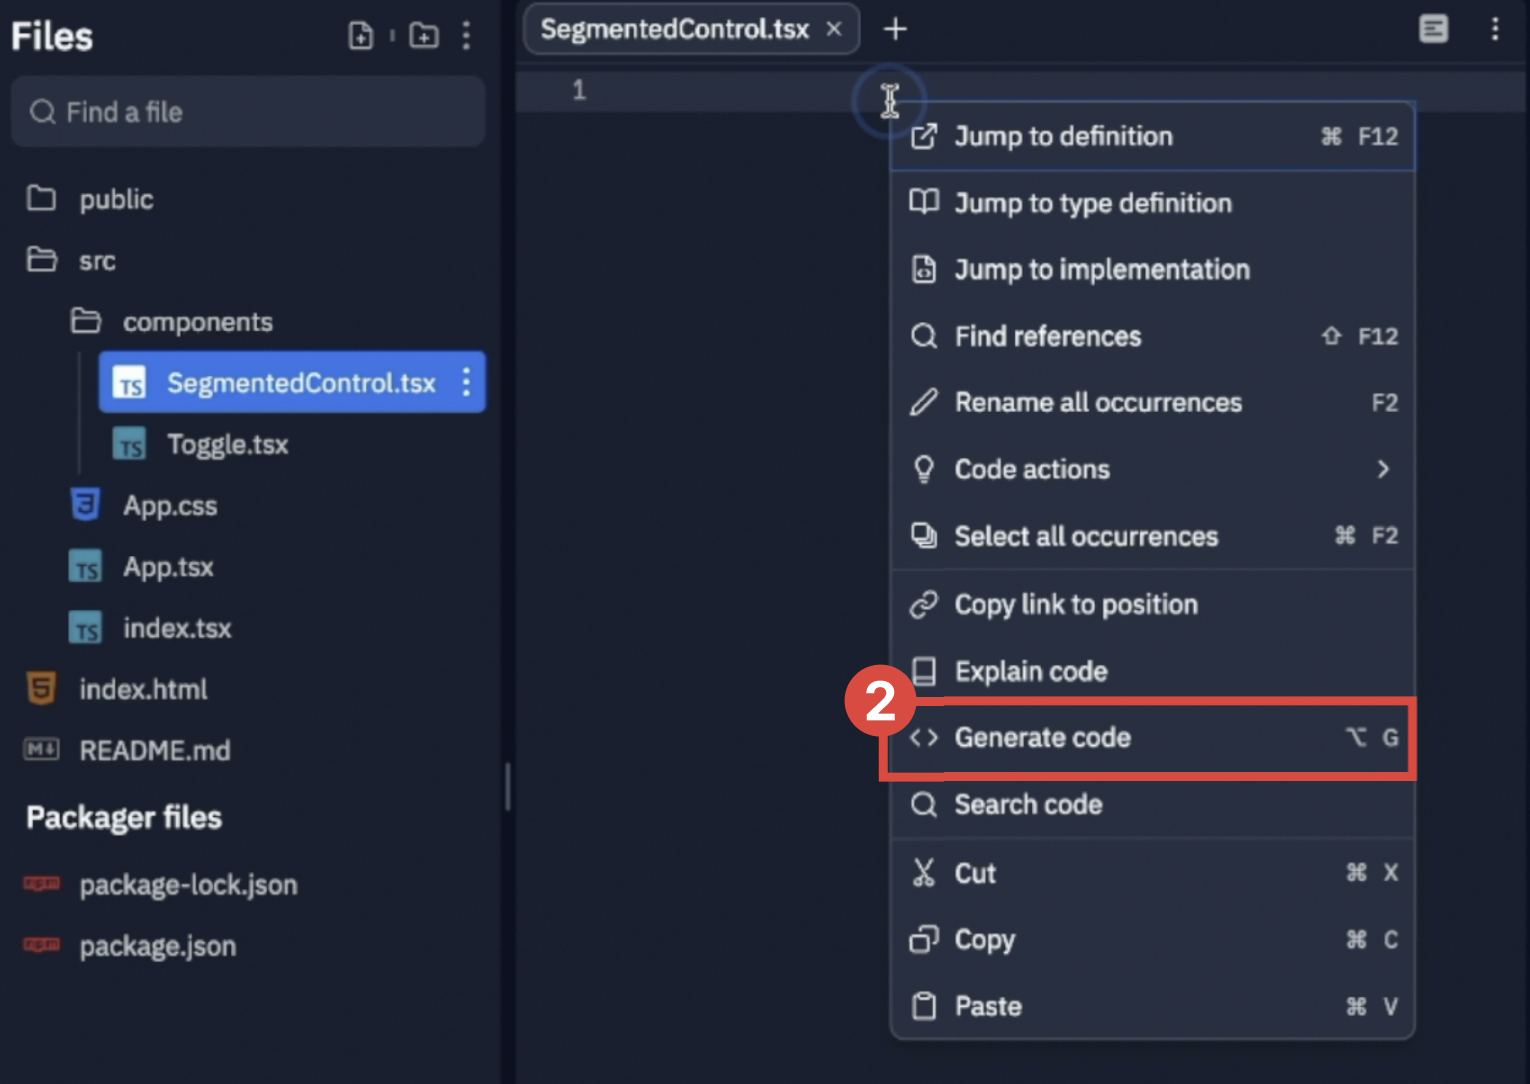 Files
Find a file
public
src
components
TS SegmentedControl.tsx
TS Toggle.tsx
3 App.css
TS App.tsx
TS index.tsx
5 index.html
M↓ README.md
Packager files
npm package-lock.json
npm package.json
SegmentedControl.tsx ×
1
Jump to definition ⌘ F12
Jump to type definition
Jump to implementation
Find references ⇧ F12
Rename all occurrences F2
Code actions
Select all occurrences ⌘ F2
Copy link to position
Explain code
2
Generate code ⌥ G
Search code
Cut ⌘ X
Copy ⌘ C
Paste ⌘ V